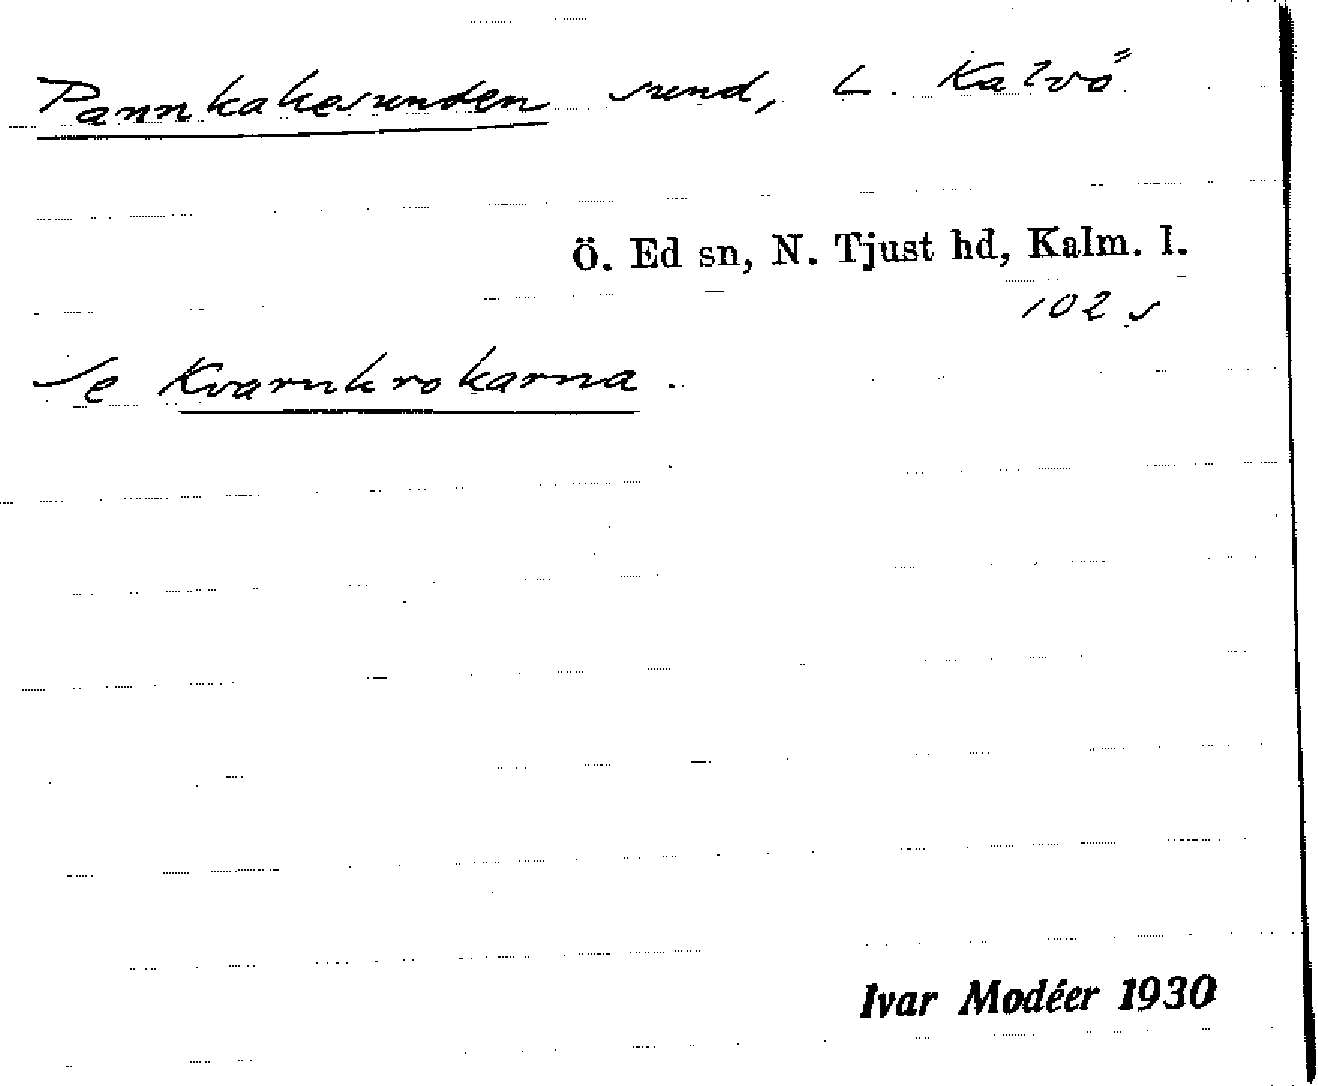 Pannkakesunden sund, L. Kalvö
Ö. Ed sn, N. Tjust hd, Kalm. l.
102 s
Se Kvarnkrokarna.
Ivar Modéer 1930